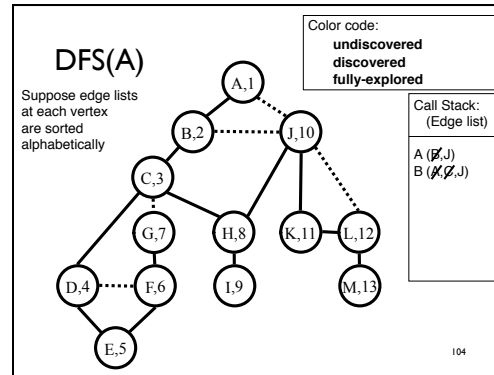 DFS(A)
Suppose edge lists
at each vertex
are sorted
alphabetically
Color code:
undiscovered
discovered
fully-explored
Call Stack:
(Edge list)
A (B,J)
B (A,C,J)
A,1
B,2
J,10
C,3
G,7
H,8
K,11
L,12
D,4
F,6
I,9
M,13
E,5
104